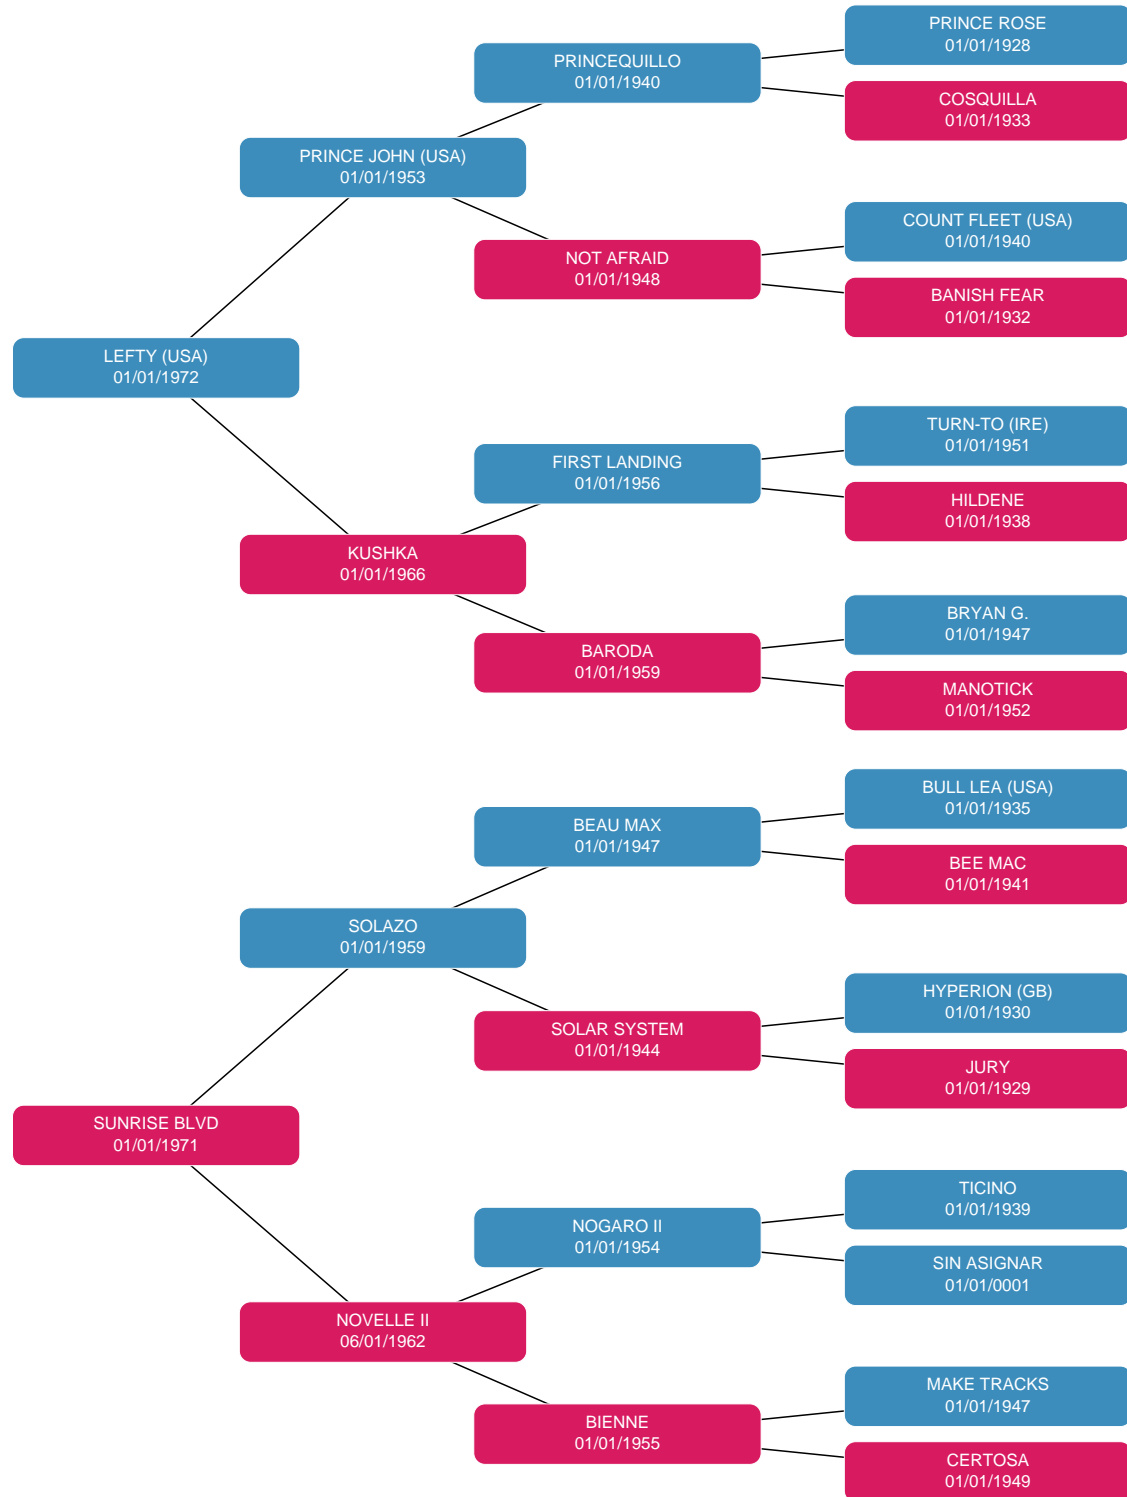 PRINCE ROSE
01/01/1928
PRINCEQUILLO
01/01/1940
COSQUILLA
01/01/1933
PRINCE JOHN (USA)
01/01/1953
COUNT FLEET (USA)
01/01/1940
NOT AFRAID
01/01/1948
BANISH FEAR
01/01/1932
LEFTY (USA)
01/01/1972
TURN-TO (IRE)
01/01/1951
FIRST LANDING
01/01/1956
HILDENE
01/01/1938
KUSHKA
01/01/1966
BRYAN G.
01/01/1947
BARODA
01/01/1959
MANOTICK
01/01/1952
BULL LEA (USA)
01/01/1935
BEAU MAX
01/01/1947
BEE MAC
01/01/1941
SOLAZO
01/01/1959
HYPERION (GB)
01/01/1930
SOLAR SYSTEM
01/01/1944
JURY
01/01/1929
SUNRISE BLVD
01/01/1971
TICINO
01/01/1939
NOGARO II
01/01/1954
SIN ASIGNAR
01/01/0001
NOVELLE II
06/01/1962
MAKE TRACKS
01/01/1947
BIENNE
01/01/1955
CERTOSA
01/01/1949